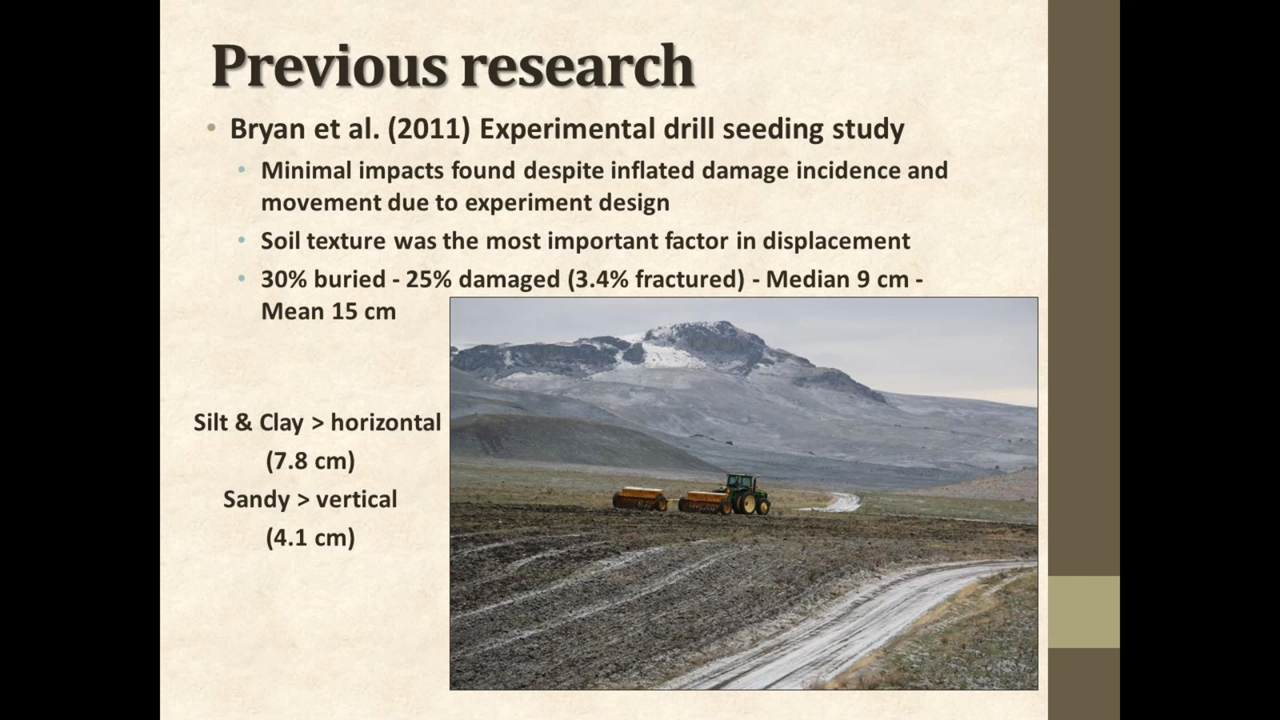 Previous research
• Bryan et al. (2011) Experimental drill seeding study
• Minimal impacts found despite inflated damage incidence and
movement due to experiment design
• Soil texture was the most important factor in displacement
• 30% buried - 25% damaged (3.4% fractured) - Median 9 cm -
Mean 15 cm
Silt & Clay > horizontal
(7.8 cm)
Sandy > vertical
(4.1 cm)